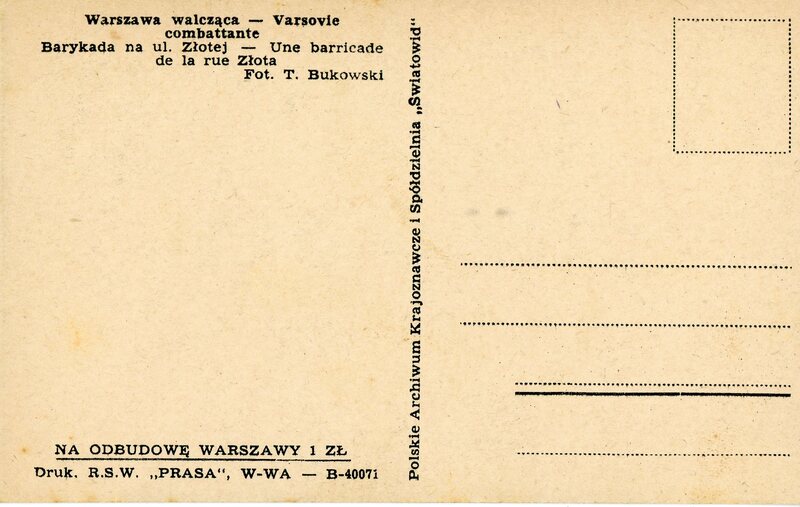 Warszawa walcząca — Varsovie
combattante
Barykada na ul. Złotej — Une barricade
de la rue Złota
Fot. T. Bukowski
Polskie Archiwum Krajoznawcze i Spółdzielnia „Światowid"
NA ODBUDOWĘ WARSZAWY 1 ZŁ
Druk. R.S.W. „PRASA", W-WA — B-40071